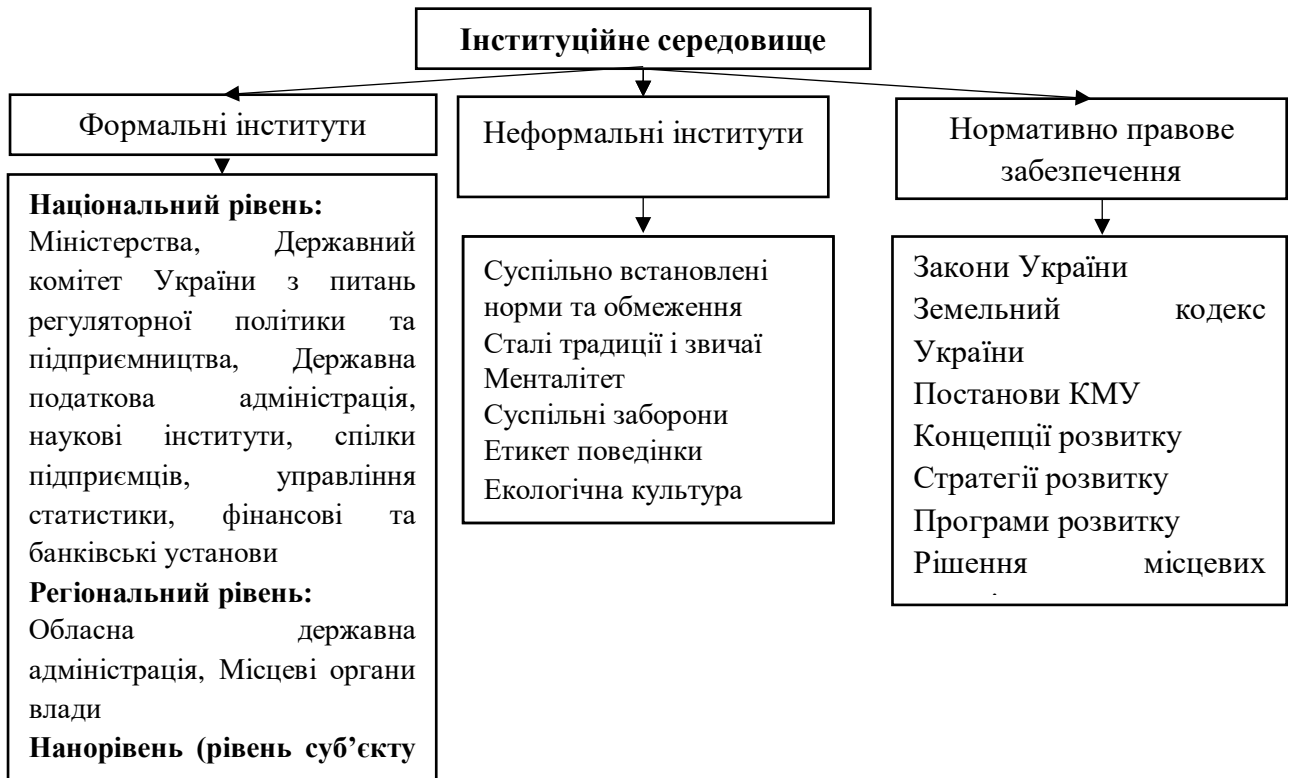 Інституційне середовище
Формальні інститути
Неформальні інститути
Нормативно правове
забезпечення
Національний рівень:
Міністерства, Державний
комітет України з питань
регуляторної політики та
підприємництва, Державна
податкова адміністрація,
наукові інститути, спілки
підприємців, управління
статистики, фінансові та
банківські установи
Регіональний рівень:
Обласна державна
адміністрація, Місцеві органи
влади
Нанорівень (рівень суб’єкту
Суспільно встановлені
норми та обмеження
Сталі традиції і звичаї
Менталітет
Суспільні заборони
Етикет поведінки
Екологічна культура
Закони України
Земельний кодекс
України
Постанови КМУ
Концепції розвитку
Стратегії розвитку
Програми розвитку
Рішення місцевих